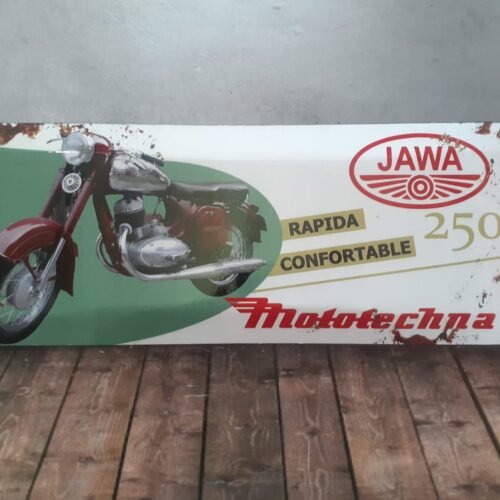 JAWA
250
RAPIDA
CONFORTABLE
Mototechna